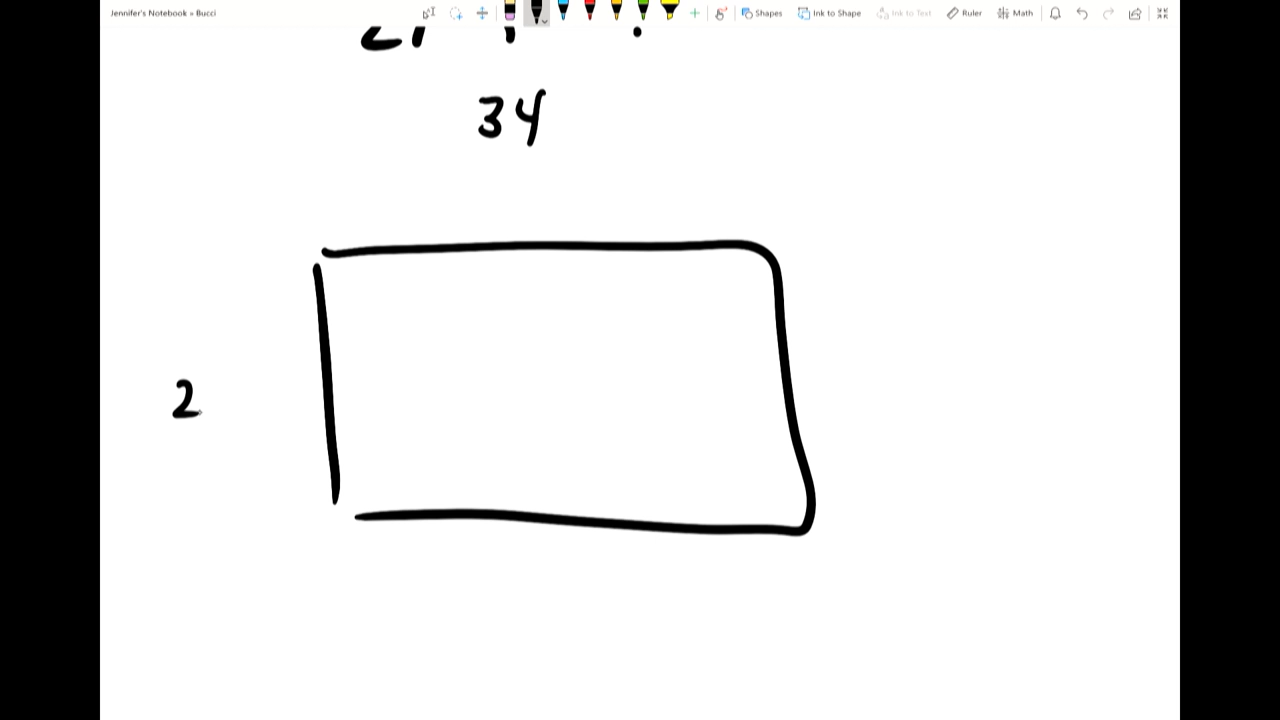 Jennifer's Notebook » Bucci Shapes Ink to Shape Ink to Text Ruler Math
34
2